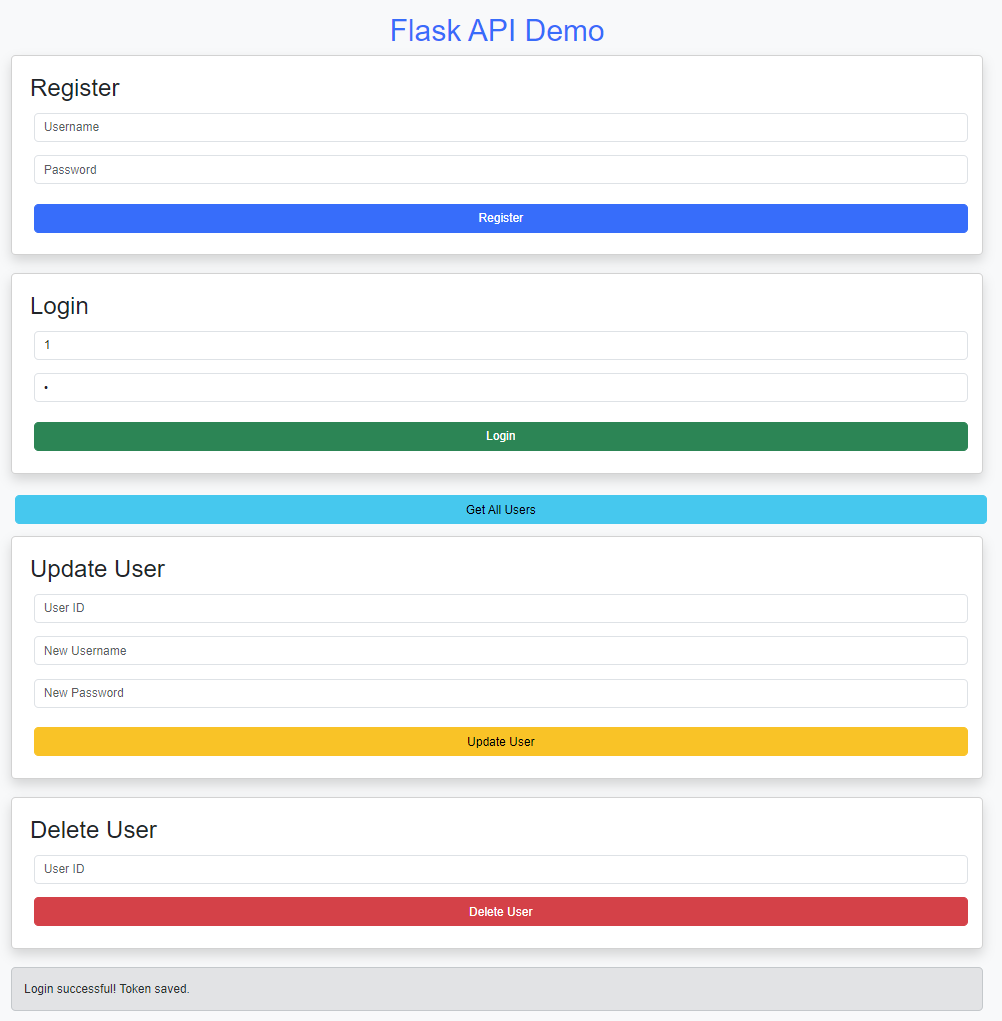 Flask API Demo
Register
Username
Password
Register
Login
1
•
Login
Get All Users
Update User
User ID
New Username
New Password
Update User
Delete User
User ID
Delete User
Login successful! Token saved.